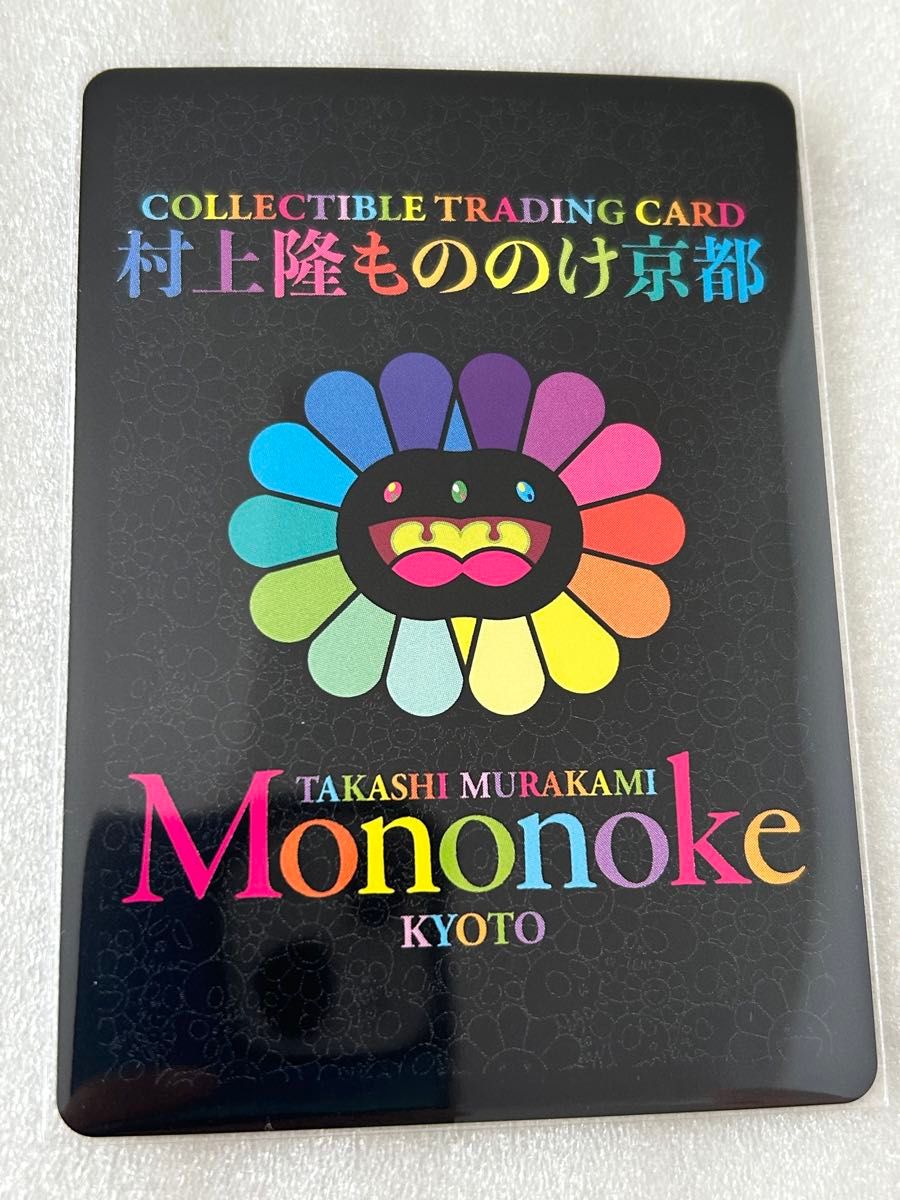 COLLECTIBLE TRADING CARD
村上隆もののけ京都
TAKASHI MURAKAMI
Mononoke
KYOTO